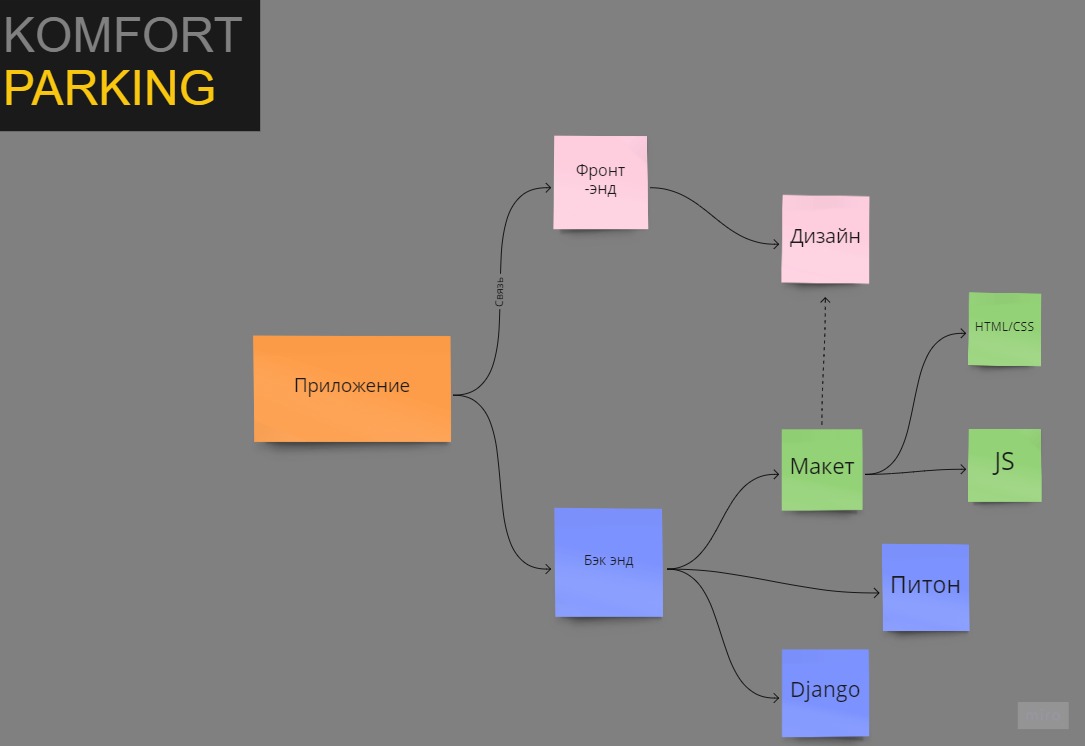 KOMFORT
PARKING
Фронт
-энд
Дизайн
Связь
HTML/CSS
Приложение
Макет
JS
Бэк энд
Питон
Django
miro